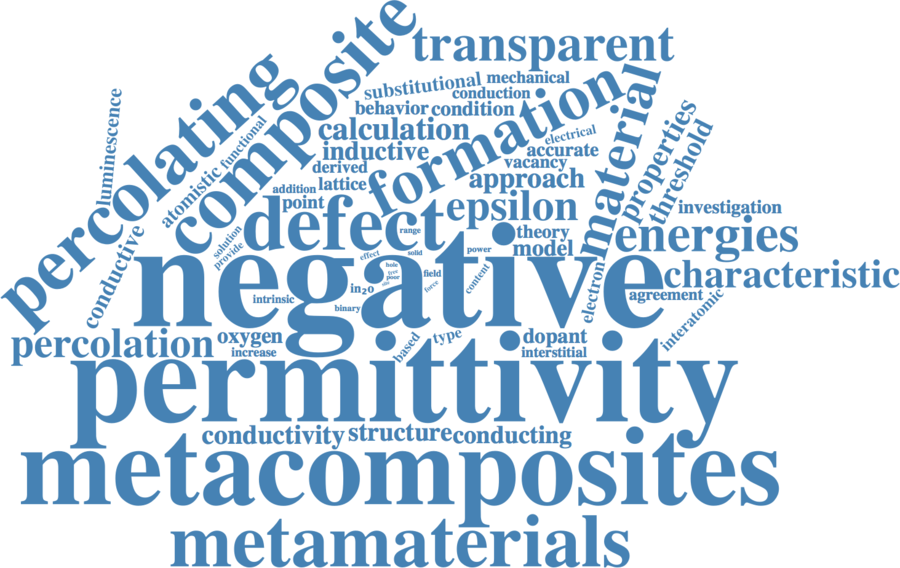 composite
transparent
percolating
substitutional
mechanical
conduction
luminescence
behavior
condition
formation
material
calculation
functional
atomistic
electrical
inductive
accurate
properties
threshold
derived
vacancy
lattice
approach
addition
point
epsilon
investigation
defect
range
theory
energies
conductive
solution
provide
model
effect
solid
power
negative
hole
free
poor
field
force
content
characteristic
electron
in₂o
intrinsic
binary
agreement
interatomic
percolation
oxygen
increase
based
type
dopant
interstitial
permittivity
conductivity
structure
conducting
metacomposites
metamaterials